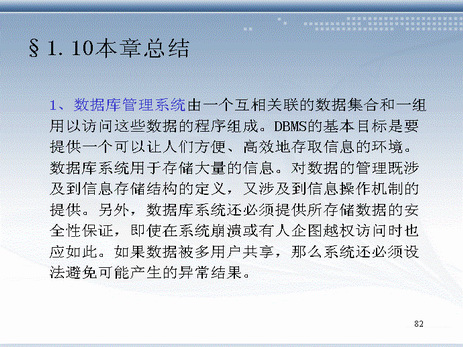 §1.10本章总结
1、数据库管理系统由一个互相关联的数据集合和一组
用以访问这些数据的程序组成。DBMS的基本目标是要
提供一个可以让人们方便、高效地存取信息的环境。
数据库系统用于存储大量的信息。对数据的管理既涉
及到信息存储结构的定义，又涉及到信息操作机制的
提供。另外，数据库系统还必须提供所存储数据的安
全性保证，即使在系统崩溃或有人企图越权访问时也
应如此。如果数据被多用户共享，那么系统还必须设
法避免可能产生的异常结果。
82